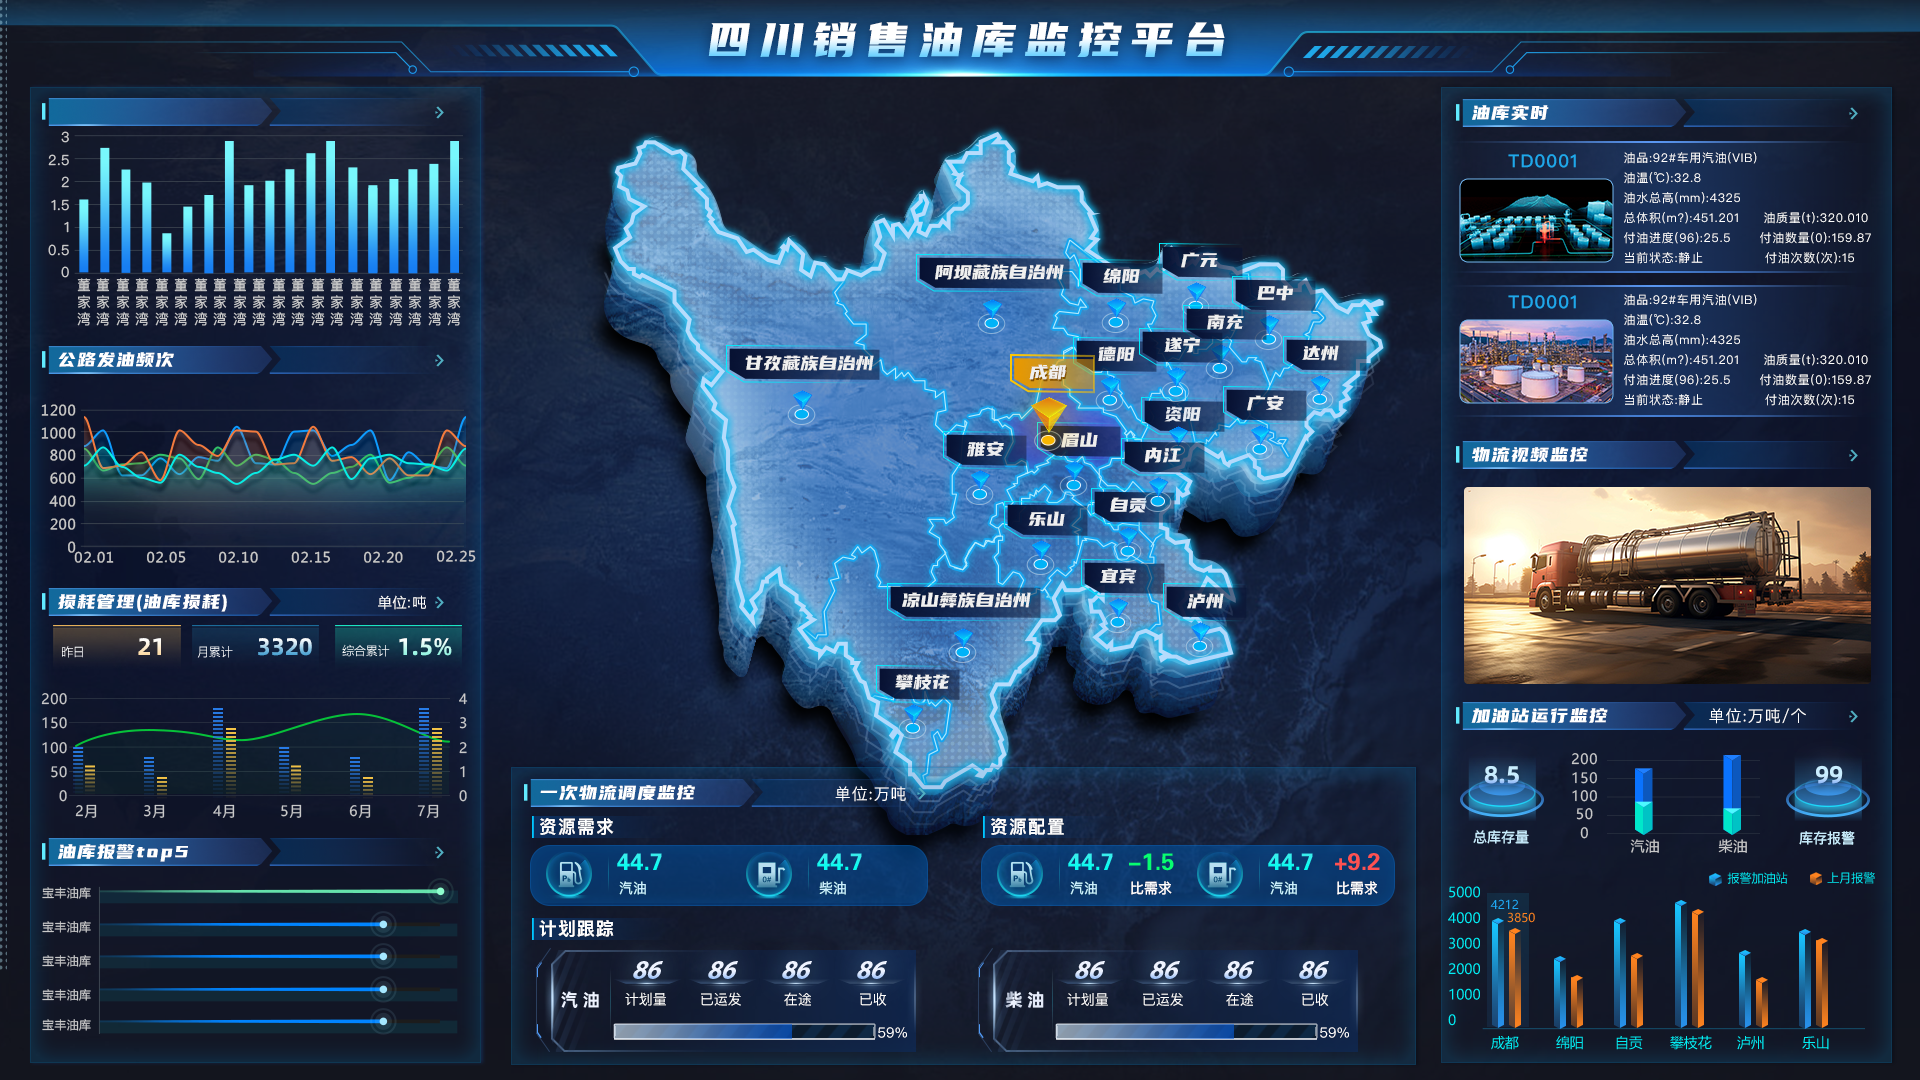 四川销售油库监控平台
3
2.5
2
1.5
1
0.5
0
董家湾 董家湾 董家湾 董家湾 董家湾 董家湾 董家湾 董家湾 董家湾 董家湾 董家湾 董家湾 董家湾 董家湾 董家湾 董家湾 董家湾 董家湾 董家湾 董家湾
公路发油频次
1200
1000
800
600
400
200
0
02.01 02.05 02.10 02.15 02.20 02.25
损耗管理(油库损耗) 单位:吨
昨日 21 月累计 3320 综合累计 1.5%
200 4
150 3
100 2
50 1
0 0
2月 3月 4月 5月 6月 7月
油库报警top5
宝丰油库
宝丰油库
宝丰油库
宝丰油库
宝丰油库
广元
阿坝藏族自治州 绵阳
巴中
南充
遂宁
德阳 达州
甘孜藏族自治州
成都
广安
资阳
眉山
雅安 内江
自贡
乐山
宜宾
凉山彝族自治州 泸州
攀枝花
一次物流调度监控 单位:万吨
资源需求
44.7 44.7
汽油 柴油
资源配置
44.7 −1.5 44.7 +9.2
汽油 比需求 汽油 比需求
计划跟踪
汽油
86 86 86 86
计划量 已运发 在途 已收
59%
柴油
86 86 86 86
计划量 已运发 在途 已收
59%
油库实时
TD0001
油品:92#车用汽油(VIB)
油温(℃):32.8
油水总高(mm):4325
总体积(m?):451.201 油质量(t):320.010
付油进度(96):25.5 付油数量(0):159.87
当前状态:静止 付油次数(次):15
TD0001
油品:92#车用汽油(VIB)
油温(℃):32.8
油水总高(mm):4325
总体积(m?):451.201 油质量(t):320.010
付油进度(96):25.5 付油数量(0):159.87
当前状态:静止 付油次数(次):15
物流视频监控
加油站运行监控 单位:万吨/个
8.5
总库存量
200
150
100
50
0
汽油 柴油
99
库存报警
报警加油站 上月报警
5000
4000
3000
2000
1000
0
4212
3850
成都 绵阳 自贡 攀枝花 泸州 乐山